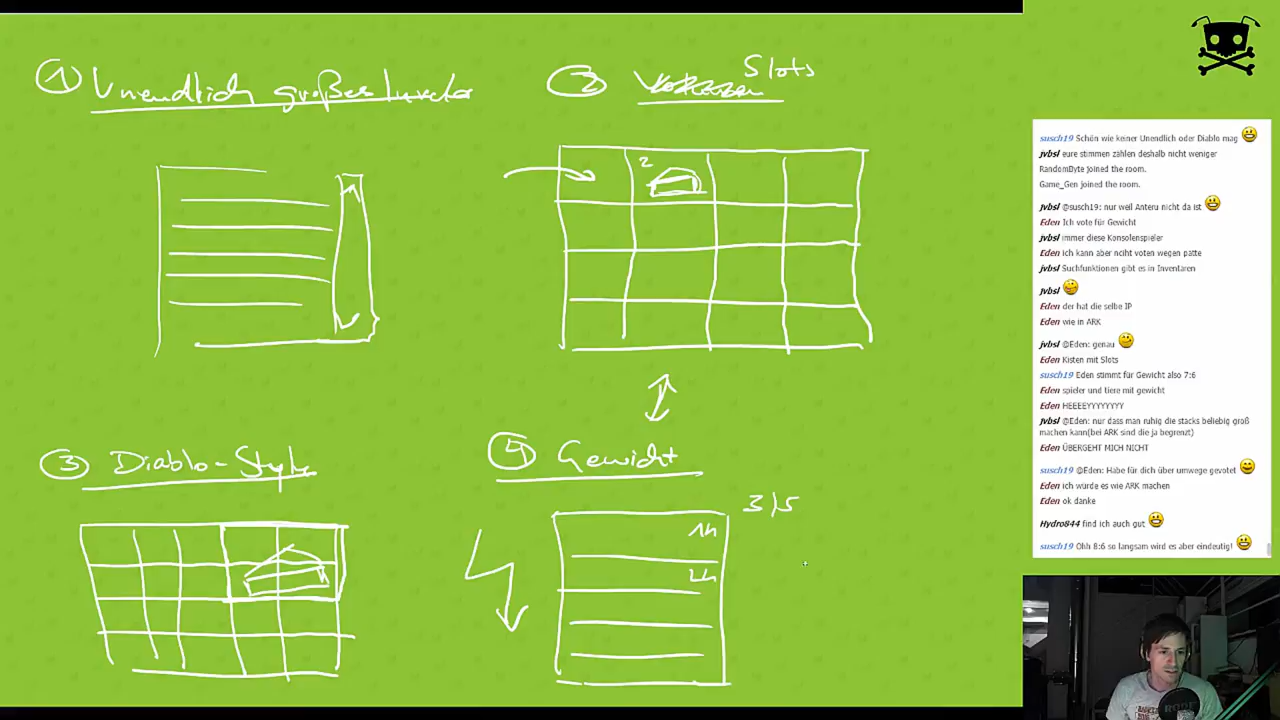 ① Unendlich großes
② Slots
2
③ Diablo-Style
④ Gewicht
3/5
susch19 Schön wie keiner Unendlich oder Diablo mag
jvbsl eure stimmen zählen deshalb nicht weniger
RandomByte joined the room.
Game_Gen joined the room.
jvbsl @susch19: nur weil Anteru nicht da ist
Eden Ich vote für Gewicht
jvbsl immer diese Konsolenspieler
Eden ich kann aber nciht voten wegen patte
jvbsl Suchfunktionen gibt es in Inventaren
jvbsl
Eden der hat die selbe IP
Eden wie in ARK
jvbsl @Eden: genau
Eden Kisten mit Slots
susch19 Eden stimmt für Gewicht also 7:6
Eden spieler und tiere mit gewicht
Eden HEEEEYYYYYYY
jvbsl @Eden: nur dass man ruhig die stacks beliebig groß
machen kann(bei ARK sind die ja begrenzt)
Eden ÜBERGEHT MICH NICHT
susch19 @Eden: Habe für dich über umwege gevotet
Eden ich würde es wie ARK machen
Eden ok danke
Hydro844 find ich auch gut
susch19 Ohh 8:6 so langsam wird es aber eindeutig!